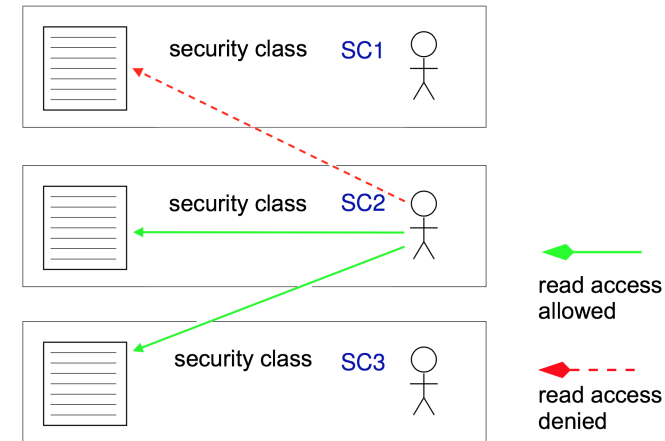 security class SC1
security class SC2
security class SC3
read access
allowed
read access
denied